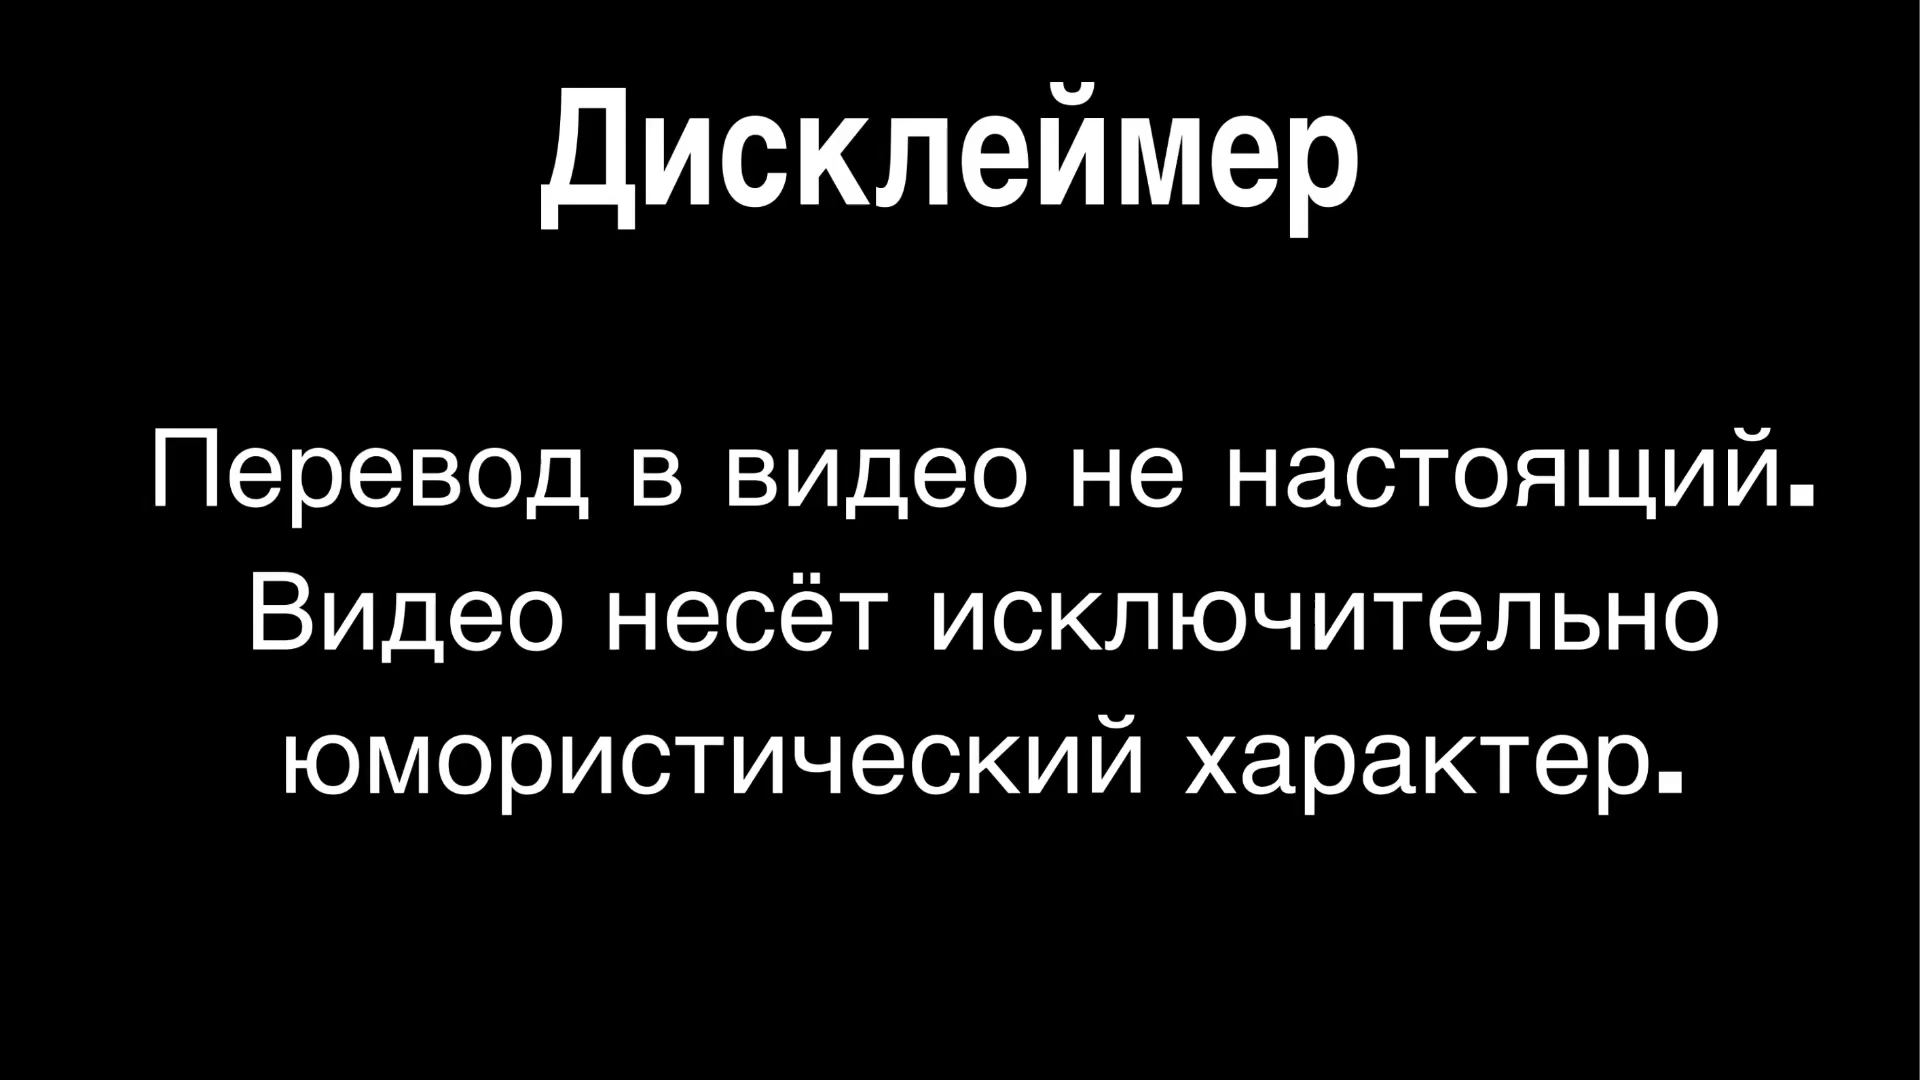 Дисклеймер
Перевод в видео не настоящий.
Видео несёт исключительно
юмористический характер.